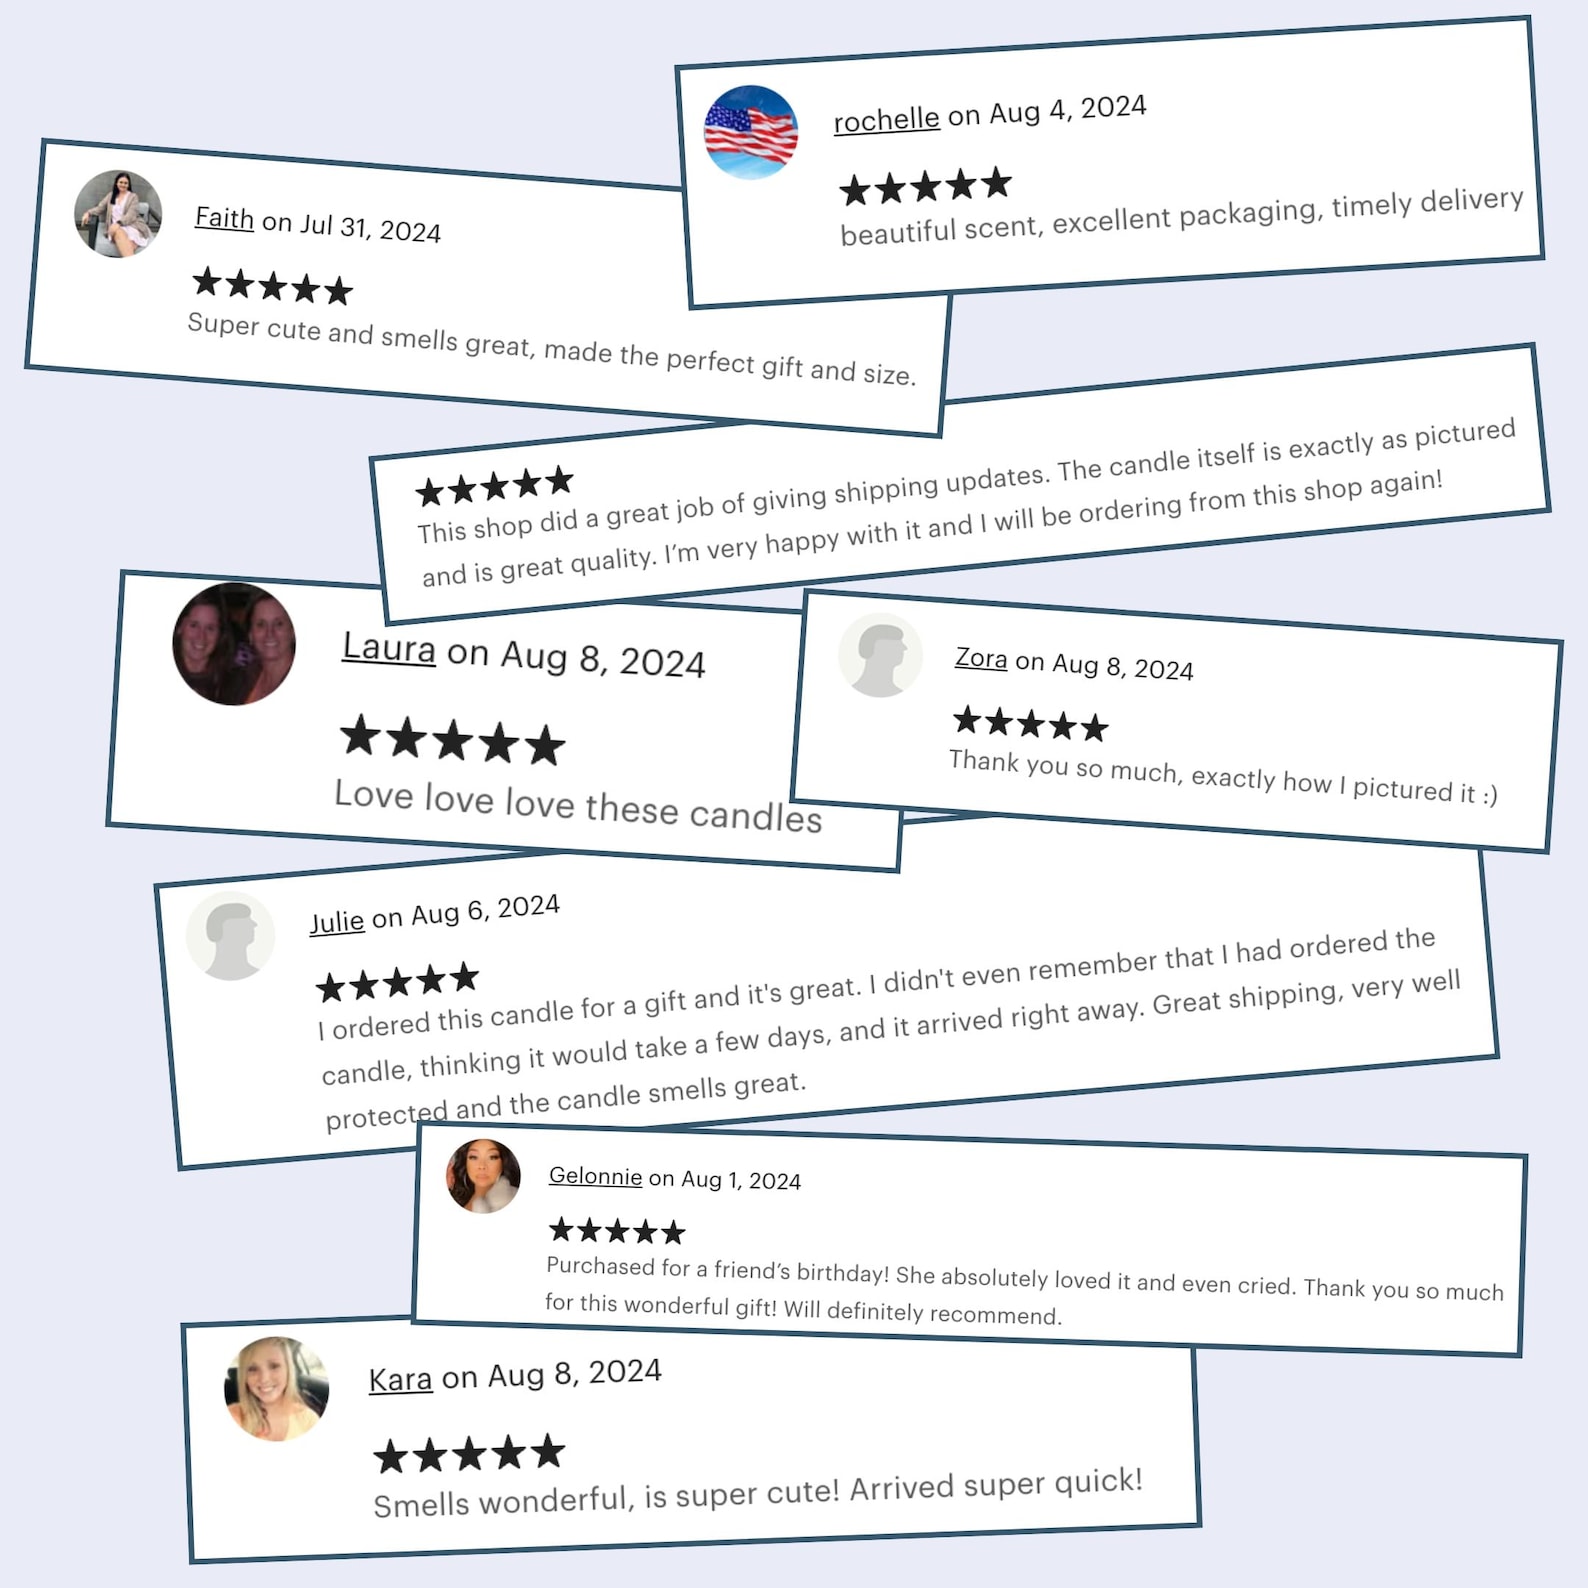 rochelle on Aug 4, 2024
★★★★★
beautiful scent, excellent packaging, timely delivery
Faith on Jul 31, 2024
★★★★★
Super cute and smells great, made the perfect gift and size.
★★★★★
This shop did a great job of giving shipping updates. The candle itself is exactly as pictured
and is great quality. I’m very happy with it and I will be ordering from this shop again!
Laura on Aug 8, 2024
★★★★★
Love love love these candles
Zora on Aug 8, 2024
★★★★★
Thank you so much, exactly how I pictured it :)
Julie on Aug 6, 2024
★★★★★
I ordered this candle for a gift and it's great. I didn't even remember that I had ordered the
candle, thinking it would take a few days, and it arrived right away. Great shipping, very well
protected and the candle smells great.
Gelonnie on Aug 1, 2024
★★★★★
Purchased for a friend’s birthday! She absolutely loved it and even cried. Thank you so much
for this wonderful gift! Will definitely recommend.
Kara on Aug 8, 2024
★★★★★
Smells wonderful, is super cute! Arrived super quick!